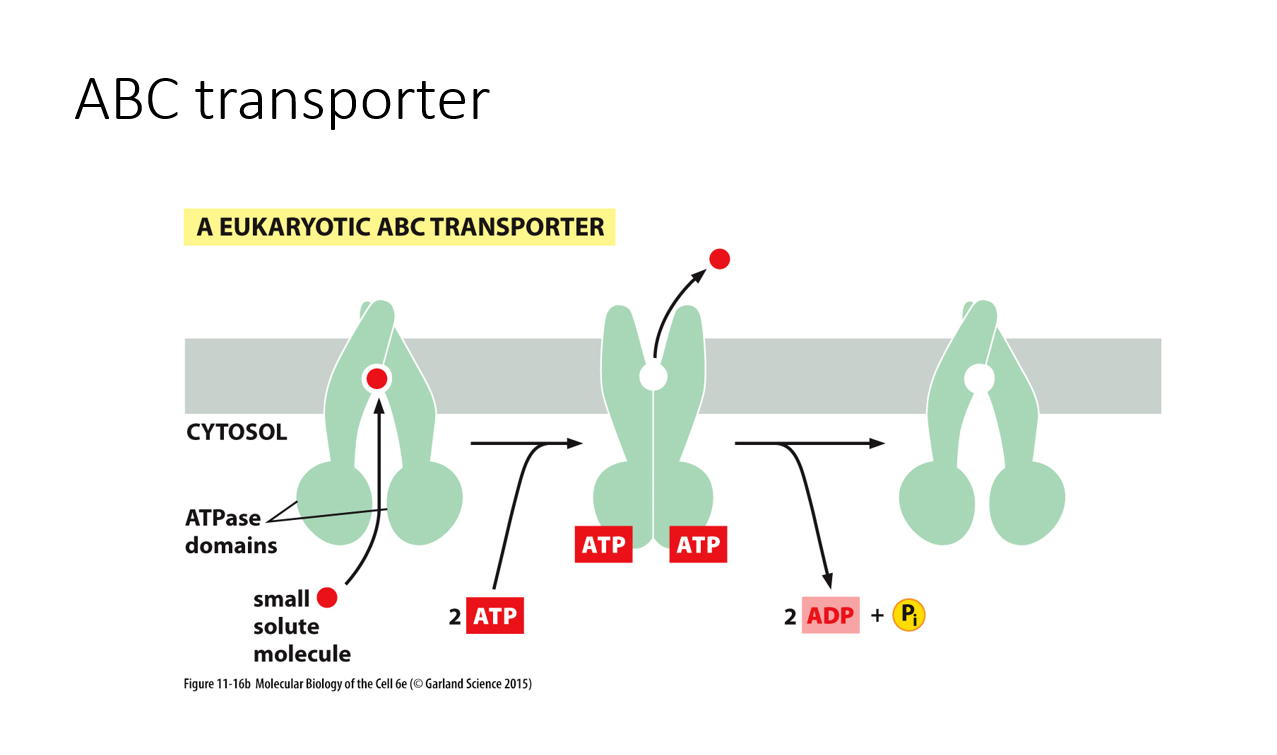 ABC transporter
A EUKARYOTIC ABC TRANSPORTER
CYTOSOL
ATPase
domains
ATP ATP
small
solute
molecule
2 ATP
2 ADP + Pi
Figure 11-16b Molecular Biology of the Cell 6e (© Garland Science 2015)